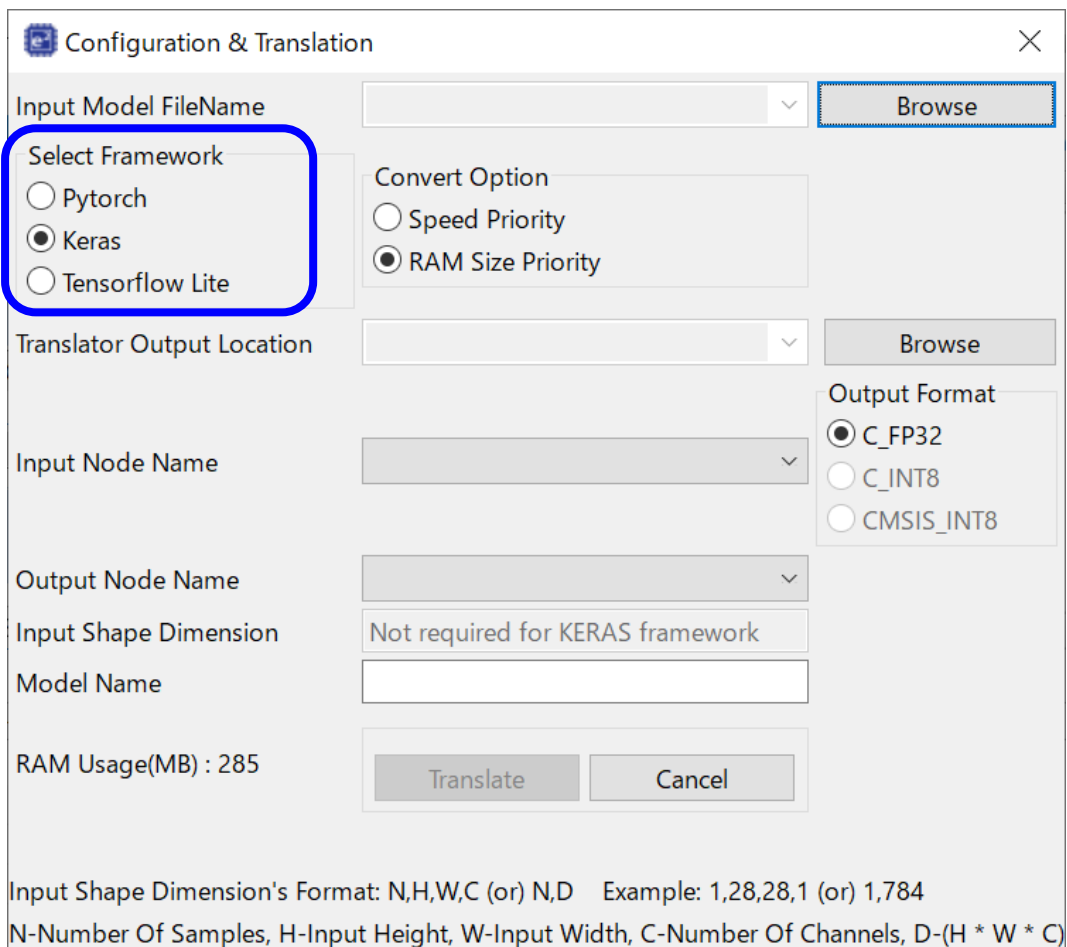 Configuration & Translation
Input Model FileName
Browse
Select Framework
Pytorch
Keras
Tensorflow Lite
Convert Option
Speed Priority
RAM Size Priority
Translator Output Location
Browse
Output Format
C_FP32
C_INT8
CMSIS_INT8
Input Node Name
Output Node Name
Input Shape Dimension
Not required for KERAS framework
Model Name
RAM Usage(MB) : 285
Translate
Cancel
Input Shape Dimension's Format: N,H,W,C (or) N,D Example: 1,28,28,1 (or) 1,784
N-Number Of Samples, H-Input Height, W-Input Width, C-Number Of Channels, D-(H * W * C)